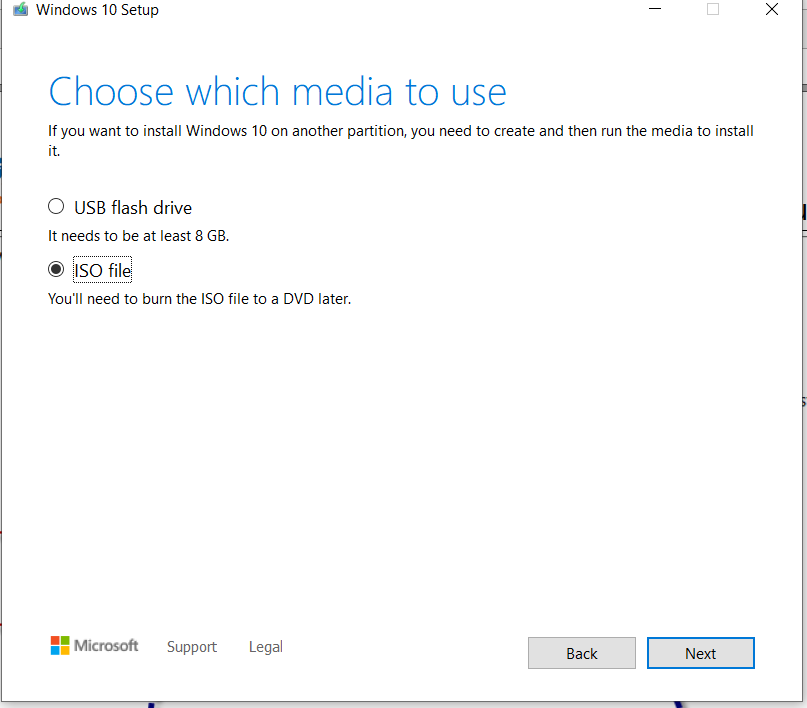 Windows 10 Setup
Choose which media to use
If you want to install Windows 10 on another partition, you need to create and then run the media to install
it.
USB flash drive
It needs to be at least 8 GB.
ISO file
You'll need to burn the ISO file to a DVD later.
Microsoft Support Legal Back Next